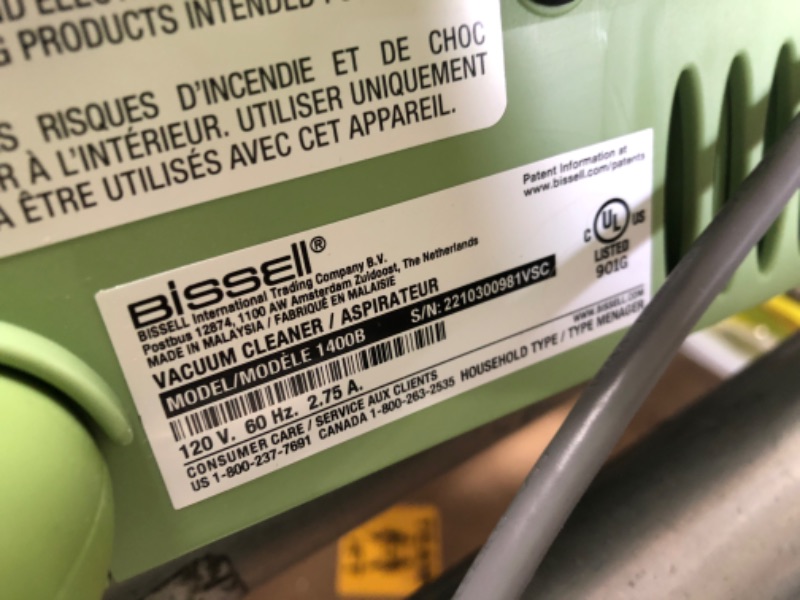 PRODUCTS INTENDED
RISQUES D'INCENDIE ET DE CHOC
À L'INTÉRIEUR. UTILISER UNIQUEMENT
À ÊTRE UTILISÉS AVEC CET APPAREIL.
Patent Information at
www.bissell.com/patents
BISSELL®
BISSELL International Trading Company B.V.
Postbus 12874, 1100 AW Amsterdam Zuidoost, The Netherlands
MADE IN MALAYSIA / FABRIQUÉ EN MALAISIE
C UL US
LISTED
901G
VACUUM CLEANER / ASPIRATEUR
MODEL/MODÈLE 1400B S/N: 2210300981VSC
120 V. 60 Hz. 2.75 A.
WWW.BISSELL.COM
CONSUMER CARE / SERVICE AUX CLIENTS HOUSEHOLD TYPE / TYPE MENAGER
US 1-800-237-7691 CANADA 1-800-263-2535